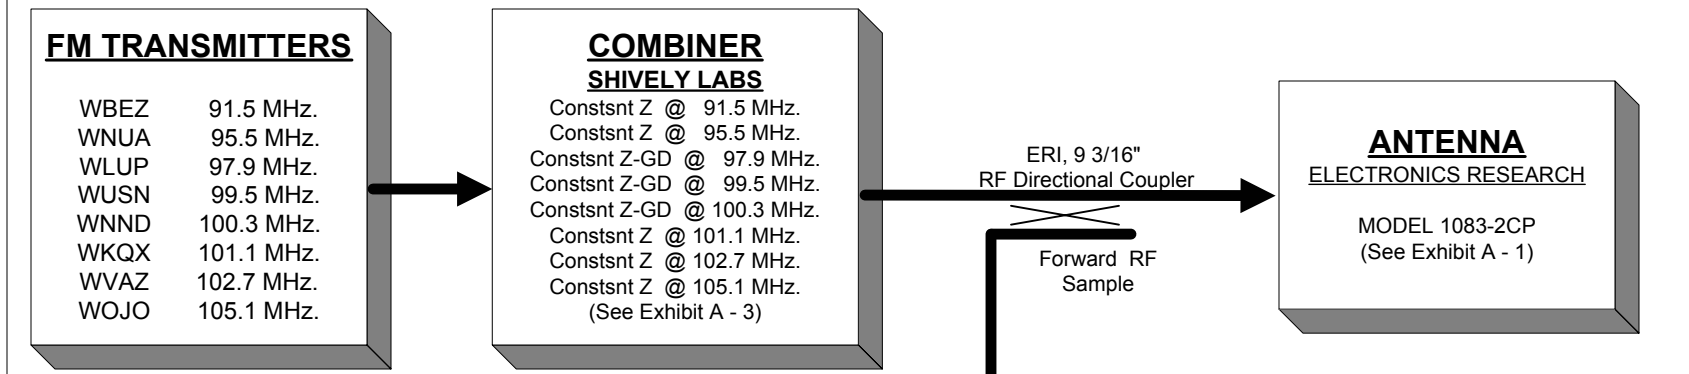 FM TRANSMITTERS
WBEZ 91.5 MHz.
WNUA 95.5 MHz.
WLUP 97.9 MHz.
WUSN 99.5 MHz.
WNND 100.3 MHz.
WKQX 101.1 MHz.
WVAZ 102.7 MHz.
WOJO 105.1 MHz.
COMBINER
SHIVELY LABS
Constsnt Z @ 91.5 MHz.
Constsnt Z @ 95.5 MHz.
Constsnt Z-GD @ 97.9 MHz.
Constsnt Z-GD @ 99.5 MHz.
Constsnt Z-GD @ 100.3 MHz.
Constsnt Z @ 101.1 MHz.
Constsnt Z @ 102.7 MHz.
Constsnt Z @ 105.1 MHz.
(See Exhibit A - 3)
ERI, 9 3/16"
RF Directional Coupler
Forward RF
Sample
ANTENNA
ELECTRONICS RESEARCH
MODEL 1083-2CP
(See Exhibit A - 1)